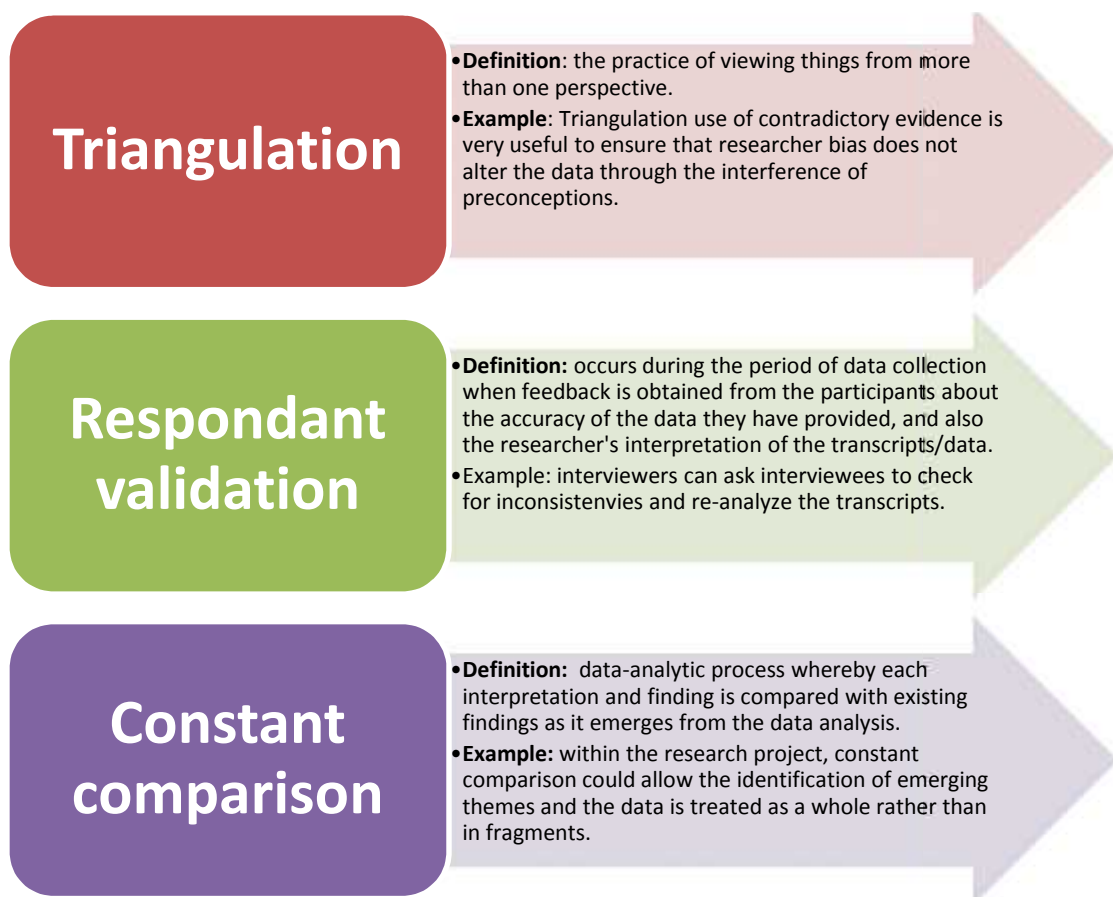 Triangulation
•Definition: the practice of viewing things from more
than one perspective.
•Example: Triangulation use of contradictory evidence is
very useful to ensure that researcher bias does not
alter the data through the interference of
preconceptions.
Respondant
validation
•Definition: occurs during the period of data collection
when feedback is obtained from the participants about
the accuracy of the data they have provided, and also
the researcher's interpretation of the transcripts/data.
•Example: interviewers can ask interviewees to check
for inconsistenvies and re-analyze the transcripts.
Constant
comparison
•Definition: data-analytic process whereby each
interpretation and finding is compared with existing
findings as it emerges from the data analysis.
•Example: within the research project, constant
comparison could allow the identification of emerging
themes and the data is treated as a whole rather than
in fragments.